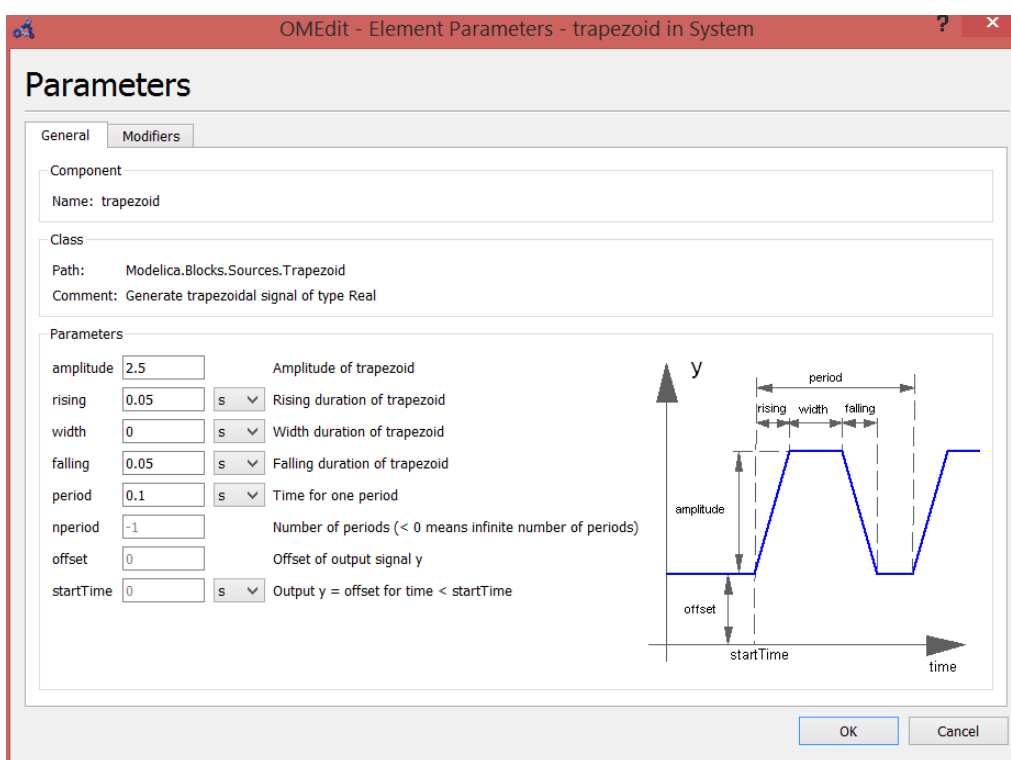 OMEdit - Element Parameters - trapezoid in System ? ×
Parameters
General Modifiers
Component
Name: trapezoid
Class
Path: Modelica.Blocks.Sources.Trapezoid
Comment: Generate trapezoidal signal of type Real
Parameters
amplitude 2.5 Amplitude of trapezoid
rising 0.05 s Rising duration of trapezoid
width 0 s Width duration of trapezoid
falling 0.05 s Falling duration of trapezoid
period 0.1 s Time for one period
nperiod -1 Number of periods (< 0 means infinite number of periods)
offset 0 Offset of output signal y
startTime 0 s Output y = offset for time < startTime
y
period
rising width falling
amplitude
offset
startTime
time
OK Cancel